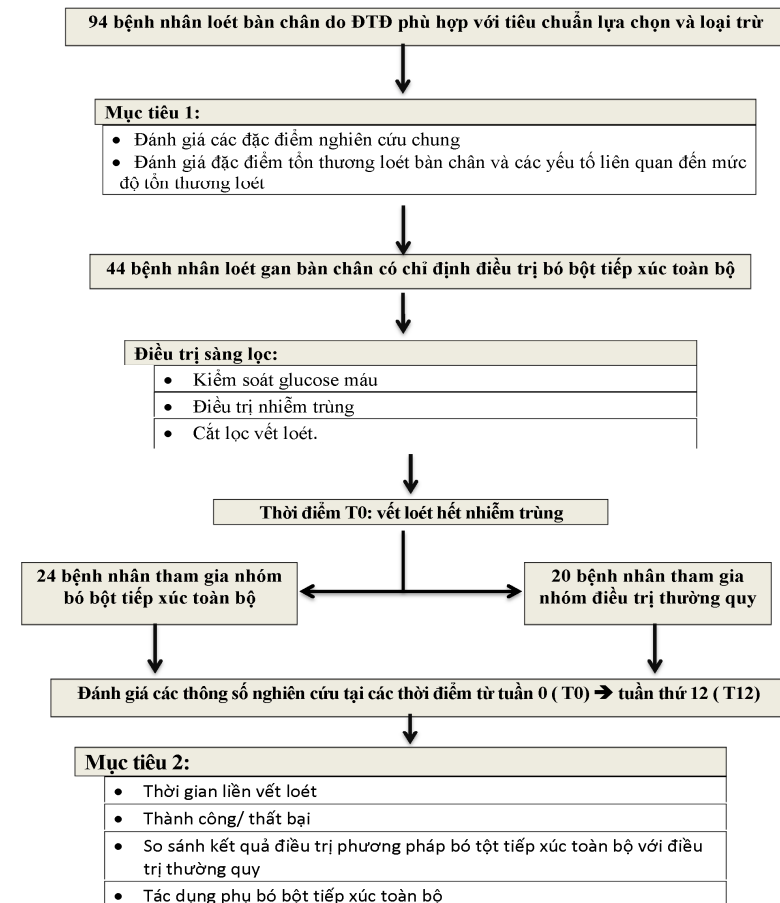 94 bệnh nhân loét bàn chân do ĐTĐ phù hợp với tiêu chuẩn lựa chọn và loại trừ
Mục tiêu 1:
• Đánh giá các đặc điểm nghiên cứu chung
• Đánh giá đặc điểm tổn thương loét bàn chân và các yếu tố liên quan đến mức
độ tổn thương loét
44 bệnh nhân loét gan bàn chân có chỉ định điều trị bó bột tiếp xúc toàn bộ
Điều trị sàng lọc:
• Kiểm soát glucose máu
• Điều trị nhiễm trùng
• Cắt lọc vết loét.
Thời điểm T0: vết loét hết nhiễm trùng
24 bệnh nhân tham gia nhóm
bó bột tiếp xúc toàn bộ
20 bệnh nhân tham gia
nhóm điều trị thường quy
Đánh giá các thông số nghiên cứu tại các thời điểm từ tuần 0 ( T0) ➔ tuần thứ 12 ( T12)
Mục tiêu 2:
• Thời gian liền vết loét
• Thành công/ thất bại
• So sánh kết quả điều trị phương pháp bó tột tiếp xúc toàn bộ với điều
trị thường quy
• Tác dụng phụ bó bột tiếp xúc toàn bộ